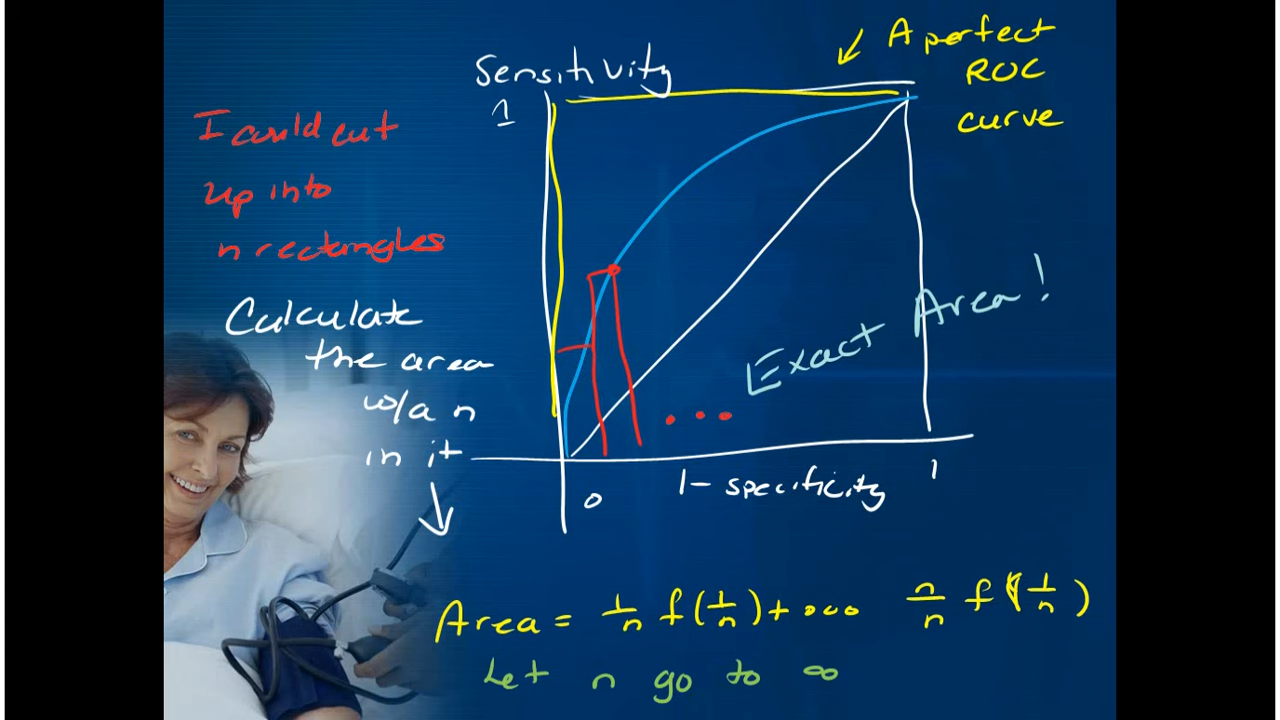 Sensitivity
1
A perfect
ROC
curve
I could cut
up into
n rectangles
Calculate
the area
w/a n
in it
Exact Area!
0
1- specificity
1
Area = 1/n f(1/n) + ... n/n f(1/n)
Let n go to ∞